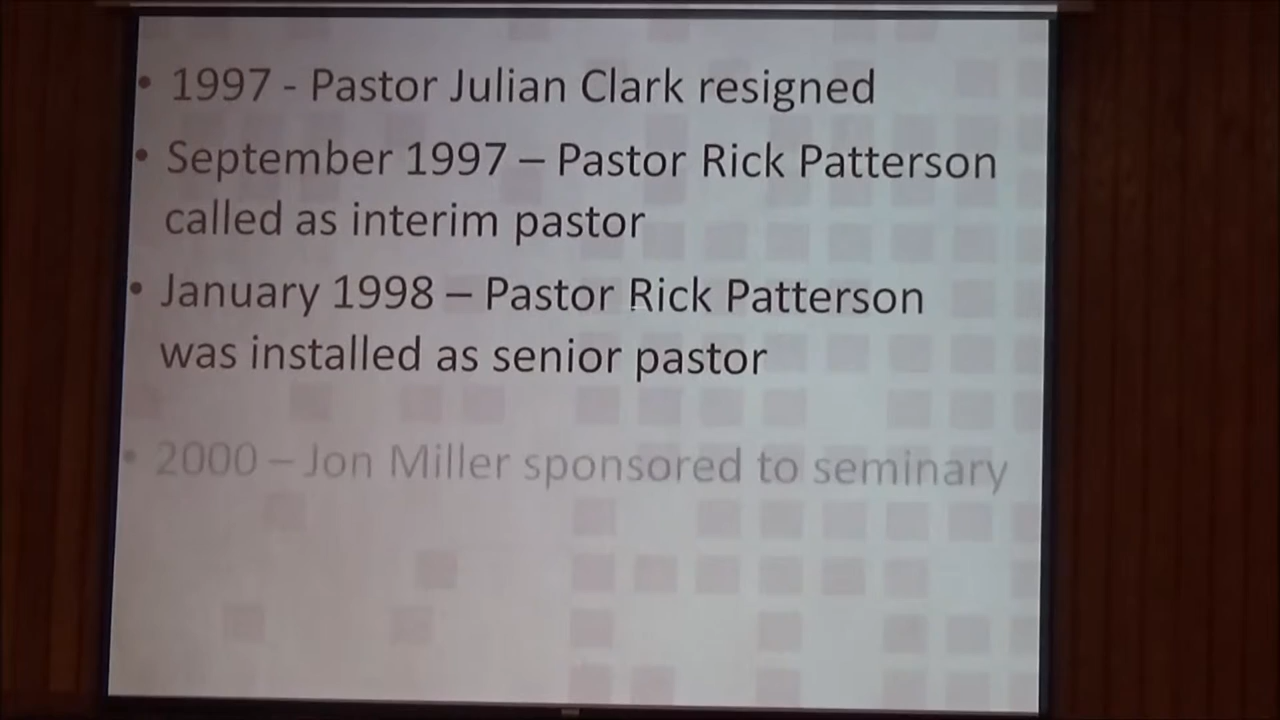 • 1997 - Pastor Julian Clark resigned
• September 1997 – Pastor Rick Patterson
called as interim pastor
• January 1998 – Pastor Rick Patterson
was installed as senior pastor
• 2000 – Jon Miller sponsored to seminary